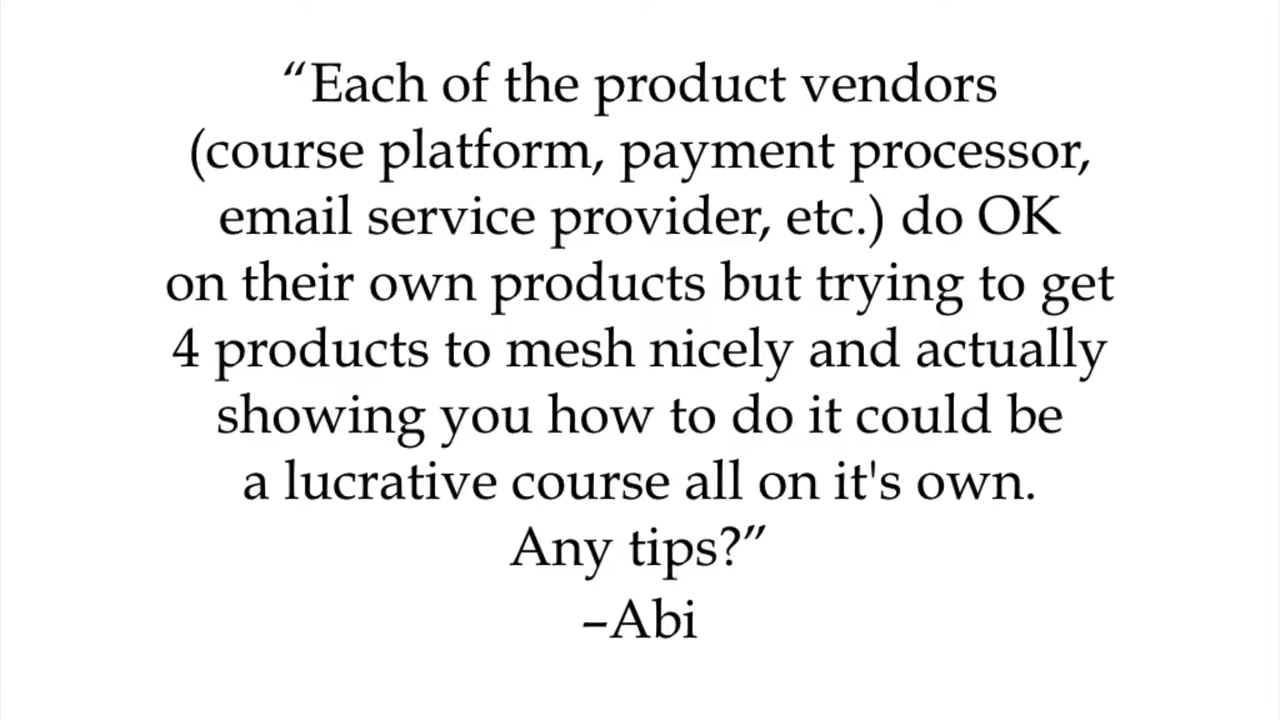 “Each of the product vendors
(course platform, payment processor,
email service provider, etc.) do OK
on their own products but trying to get
4 products to mesh nicely and actually
showing you how to do it could be
a lucrative course all on it's own.
Any tips?”
–Abi